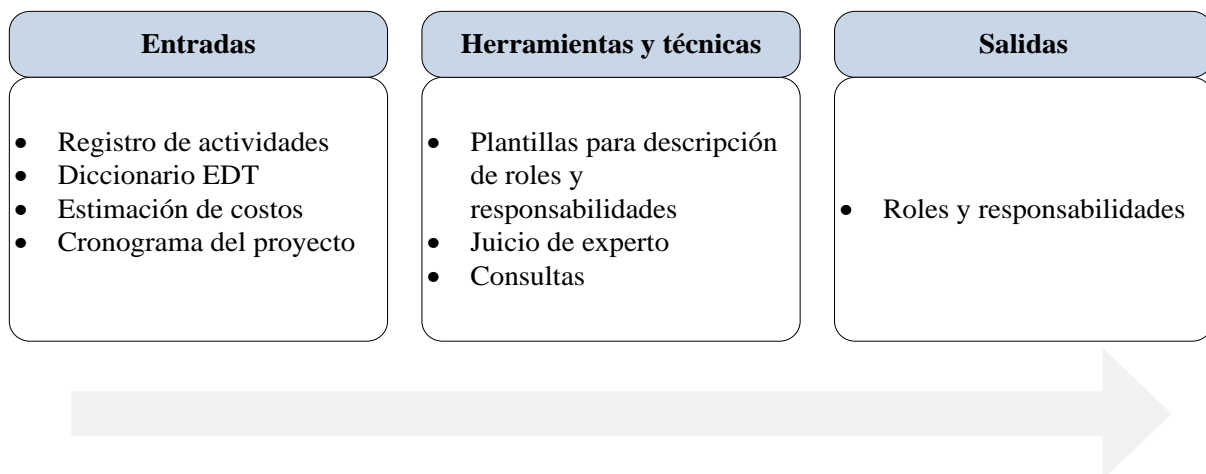 Entradas
• Registro de actividades
• Diccionario EDT
• Estimación de costos
• Cronograma del proyecto
Herramientas y técnicas
• Plantillas para descripción
de roles y
responsabilidades
• Juicio de experto
• Consultas
Salidas
• Roles y responsabilidades